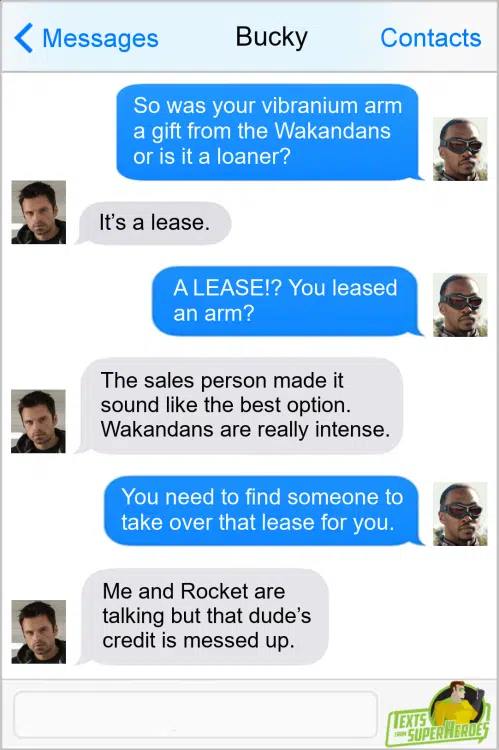 Messages
Bucky
Contacts
So was your vibranium arm
a gift from the Wakandans
or is it a loaner?
It’s a lease.
A LEASE!? You leased
an arm?
The sales person made it
sound like the best option.
Wakandans are really intense.
You need to find someone to
take over that lease for you.
Me and Rocket are
talking but that dude’s
credit is messed up.
TEXTS
FROM SUPERHEROES